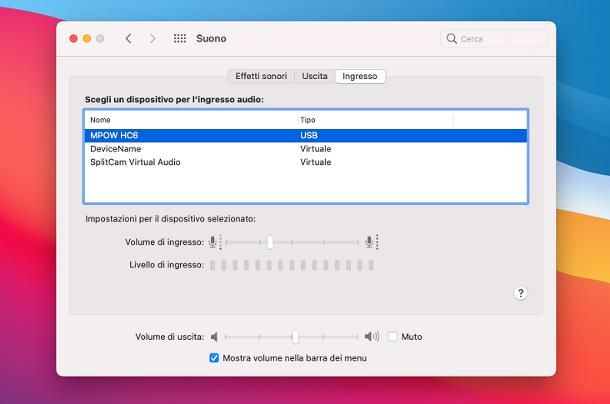 Suono
Cerca
Effetti sonori Uscita Ingresso
Scegli un dispositivo per l'ingresso audio:
Nome Tipo
MPOW HC6 USB
DeviceName Virtuale
SplitCam Virtual Audio Virtuale
Impostazioni per il dispositivo selezionato:
Volume di ingresso:
Livello di ingresso:
?
Volume di uscita: Muto
Mostra volume nella barra dei menu